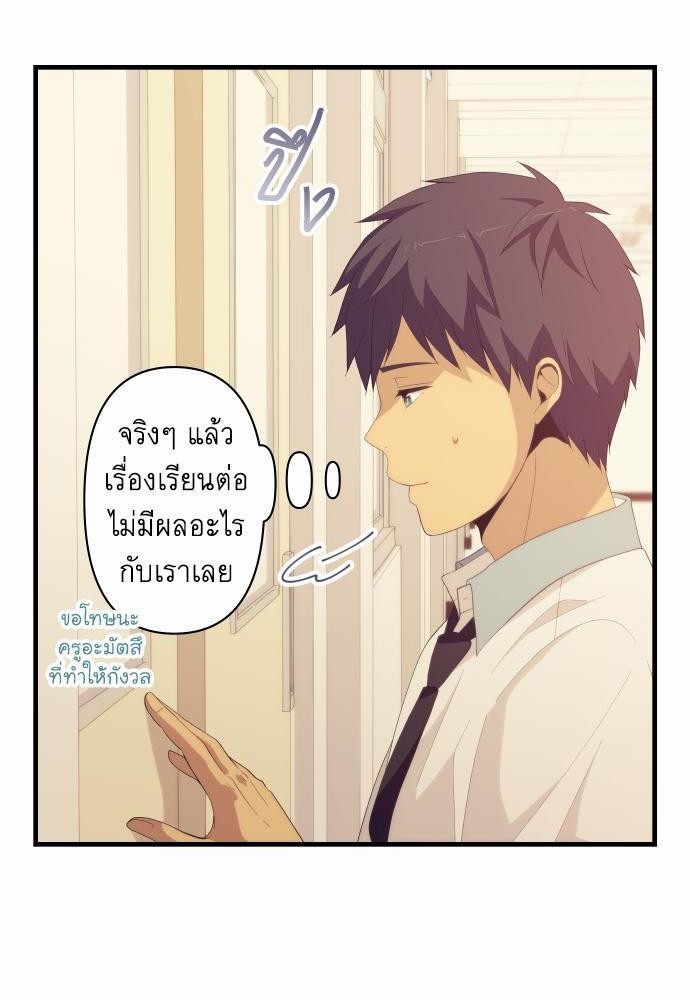 ปึง
จริงๆ แล้ว
เรื่องเรียนต่อ
ไม่มีผลอะไร
กับเราเลย
ขอโทษนะ
ครูอะมัตสึ
ที่ทำให้กังวล